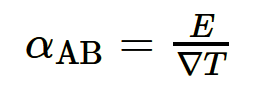 α_AB = E/∇T